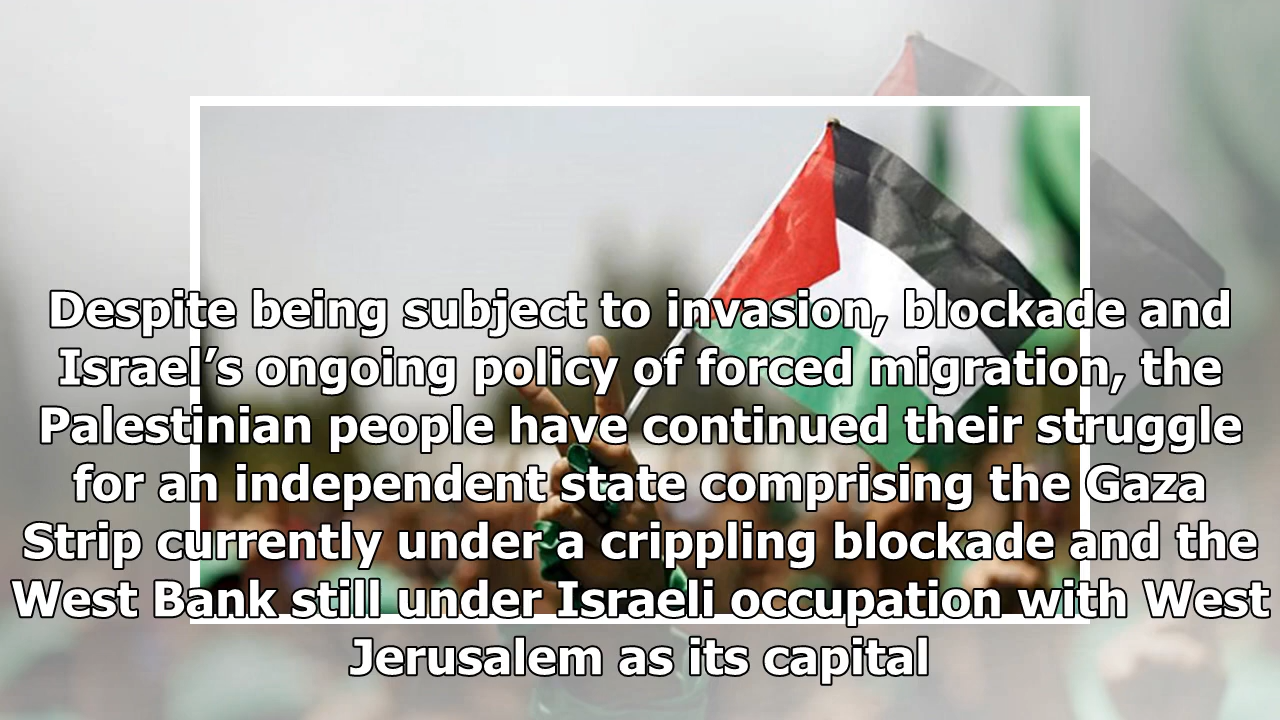 Despite being subject to invasion, blockade and
Israel’s ongoing policy of forced migration, the
Palestinian people have continued their struggle
for an independent state comprising the Gaza
Strip currently under a crippling blockade and the
West Bank still under Israeli occupation with West
Jerusalem as its capital